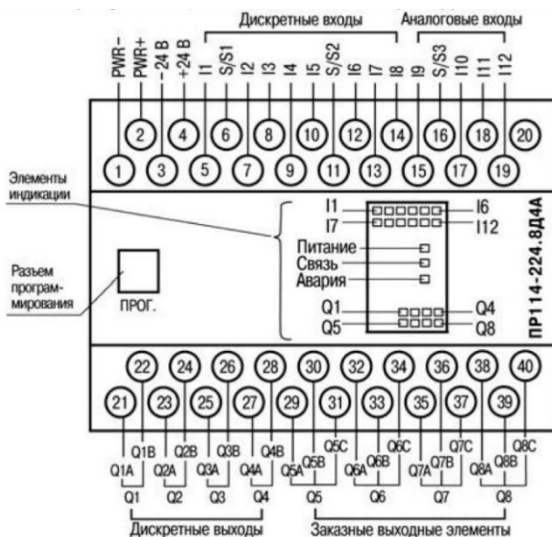 Дискретные входы
Аналоговые входы
PWR-
PWR+
-24 В
+24 В
I1
S/S1
I2
I3
I4
I5
S/S2
I6
I7
I8
I9
S/S3
I10
I11
I12
2 4 6 8 10 12 14 16 18 20
1 3 5 7 9 11 13 15 17 19
Элементы
индикации
I1 I6
I7 I12
Питание
Связь
Авария
Q1 Q4
Q5 Q8
Разъем
програм-
мирования
ПРОГ.
ПР114-224.8Д4А
22 24 26 28 30 32 34 36 38 40
21 23 25 27 29 31 33 35 37 39
Q1B Q2B Q3B Q4B Q5C Q6C Q7C Q8C
Q5B Q6B Q7B Q8B
Q1A Q2A Q3A Q4A Q5A Q6A Q7A Q8A
Q1 Q2 Q3 Q4 Q5 Q6 Q7 Q8
Дискретные выходы
Заказные выходные элементы